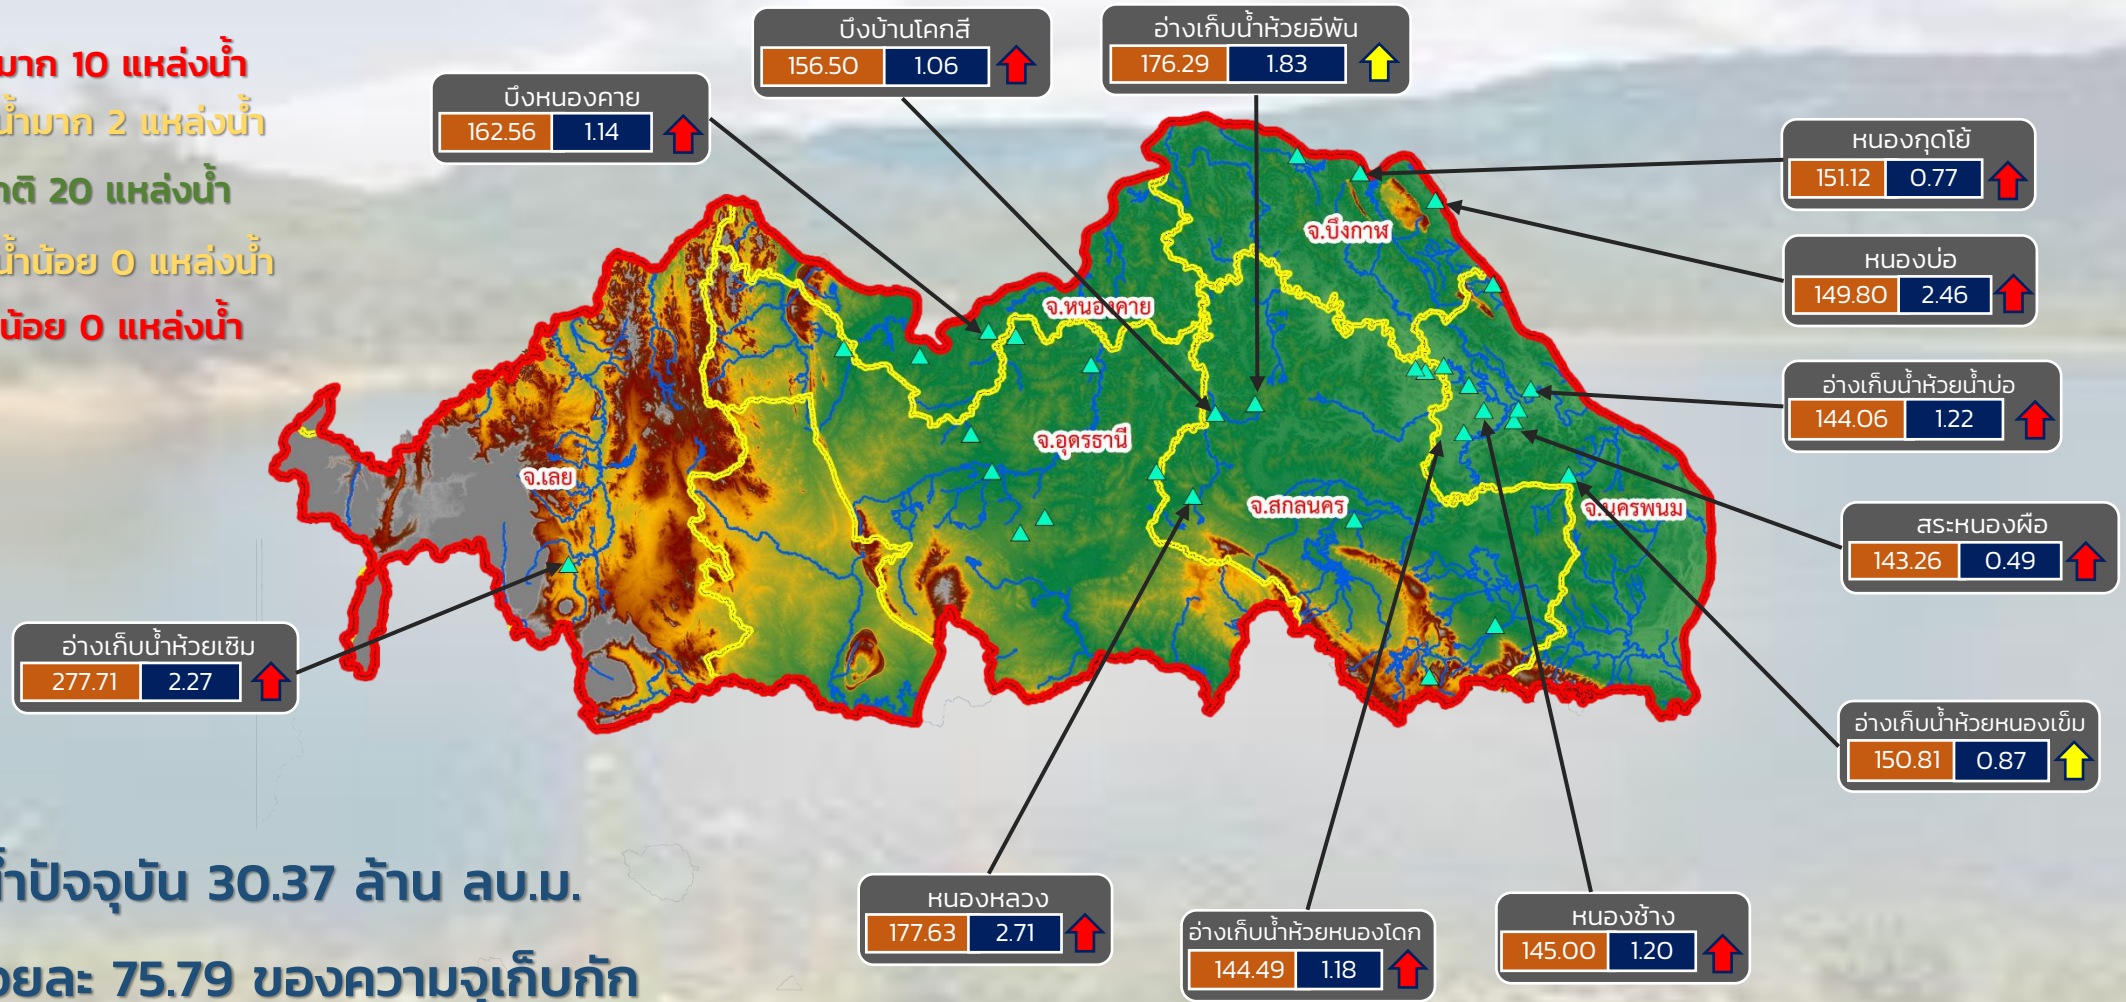 มาก 10 แหล่งน้ำ
น้ำมาก 2 แหล่งน้ำ
กติ 20 แหล่งน้ำ
น้ำน้อย 0 แหล่งน้ำ
น้อย 0 แหล่งน้ำ
บึงบ้านโคกสี
156.50 1.06
อ่างเก็บน้ำห้วยอีพัน
176.29 1.83
บึงหนองคาย
162.56 1.14
หนองกุดโย้
151.12 0.77
หนองบ่อ
149.80 2.46
อ่างเก็บน้ำห้วยน้ำบ่อ
144.06 1.22
สระหนองผือ
143.26 0.49
อ่างเก็บน้ำห้วยหนองเข็ม
150.81 0.87
จ.บึงกาฬ
จ.หนองคาย
จ.อุดรธานี
จ.เลย
จ.สกลนคร
จ.นครพนม
อ่างเก็บน้ำห้วยเซิม
277.71 2.27
หนองหลวง
177.63 2.71
อ่างเก็บน้ำห้วยหนองโดก
144.49 1.18
หนองช้าง
145.00 1.20
น้ำปัจจุบัน 30.37 ล้าน ลบ.ม.
อยละ 75.79 ของความจุเก็บกัก